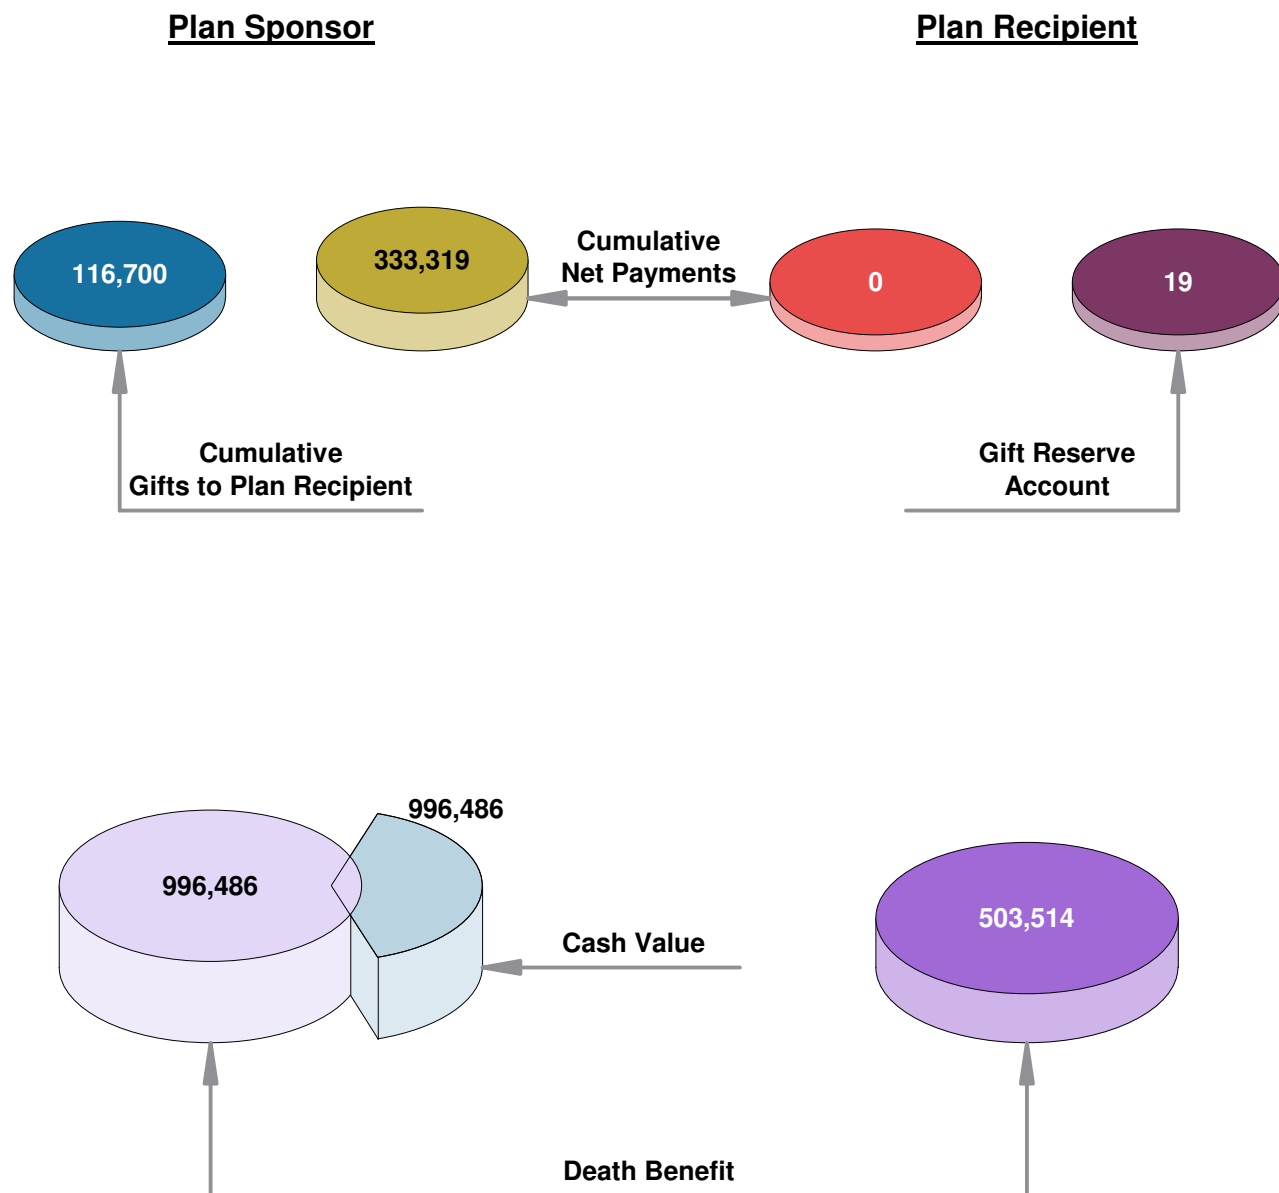 Plan Sponsor
Plan Recipient
116,700
333,319
Cumulative
Net Payments
0
19
Cumulative
Gifts to Plan Recipient
Gift Reserve
Account
996,486
996,486
Cash Value
503,514
Death Benefit